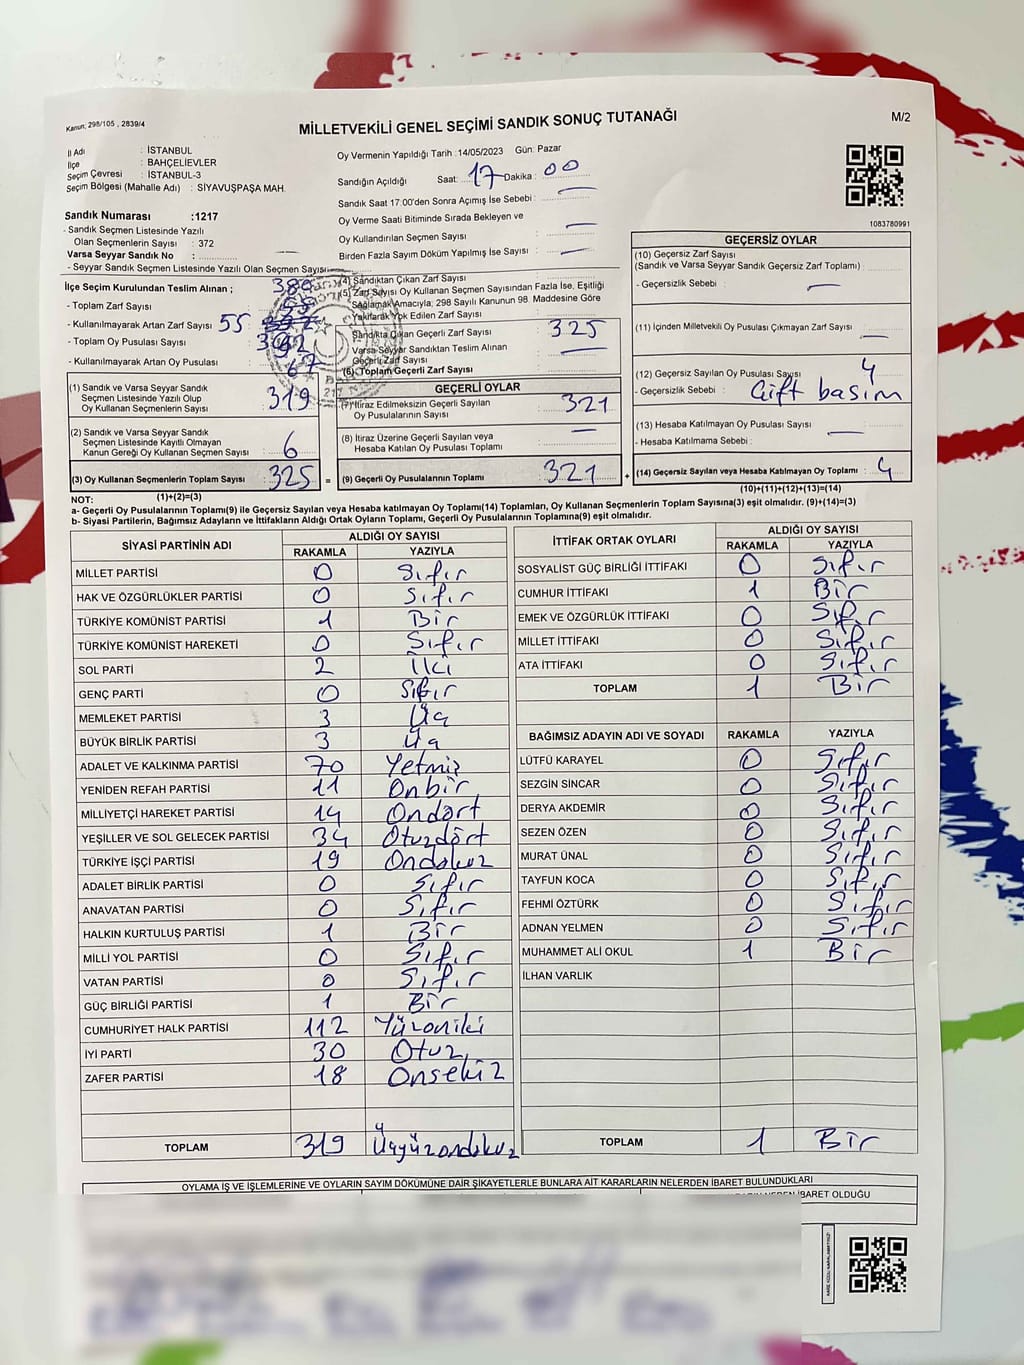 Kanun; 298/105 , 2839/4
MİLLETVEKİLİ GENEL SEÇİMİ SANDIK SONUÇ TUTANAĞI
M/2
İl Adı : İSTANBUL
İlçe : BAHÇELİEVLER
Seçim Çevresi : İSTANBUL-3
Seçim Bölgesi (Mahalle Adı) : SİYAVUŞPAŞA MAH.
Oy Vermenin Yapıldığı Tarih :14/05/2023 Gün: Pazar
Sandığın Açıldığı Saat: 17 Dakika : 00
Sandık Saat 17.00'den Sonra Açımış İse Sebebi : —
Oy Verme Saati Bitiminde Sırada Bekleyen ve
Oy Kullandırılan Seçmen Sayısı : —
Birden Fazla Sayım Döküm Yapılmış İse Sayısı : —
1083780991
Sandık Numarası :1217
- Sandık Seçmen Listesinde Yazılı
Olan Seçmenlerin Sayısı : 372
Varsa Seyyar Sandık No : —
- Seyyar Sandık Seçmen Listesinde Yazılı Olan Seçmen Sayısı: —
İlçe Seçim Kurulundan Teslim Alınan ;
- Toplam Zarf Sayısı : 380
- Kullanılmayarak Artan Zarf Sayısı 55
- Toplam Oy Pusulası Sayısı :
- Kullanılmayarak Artan Oy Pusulası : 67
(1) Sandık ve Varsa Seyyar Sandık
Seçmen Listesinde Yazılı Olup
Oy Kullanan Seçmenlerin Sayısı : 319
(2) Sandık ve Varsa Seyyar Sandık
Seçmen Listesinde Kayıtlı Olmayan
Kanun Gereği Oy Kullanan Seçmen Sayısı : 6
(3) Oy Kullanan Seçmenlerin Toplam Sayısı : 325
(1)+(2)=(3)
(4) Sandıktan Çıkan Zarf Sayısı
(5) Zarf Sayısı Oy Kullanan Seçmen Sayısından Fazla İse, Eşitliği
Sağlamak Amacıyla; 298 Sayılı Kanunun 98. Maddesine Göre
Yakılarak Yok Edilen Zarf Sayısı
Sandıkta Çıkan Geçerli Zarf Sayısı : 325
Varsa Seyyar Sandıktan Teslim Alınan
Geçerli Zarf Sayısı : —
(6) Toplam Geçerli Zarf Sayısı :
GEÇERLİ OYLAR
(7) İtiraz Edilmeksizin Geçerli Sayılan
Oy Pusulalarının Sayısı : 321
(8) İtiraz Üzerine Geçerli Sayılan veya
Hesaba Katılan Oy Pusulası Toplamı : —
= (9) Geçerli Oy Pusulalarının Toplamı : 321 +
GEÇERSİZ OYLAR
(10) Geçersiz Zarf Sayısı
(Sandık ve Varsa Seyyar Sandık Geçersiz Zarf Toplamı) :
- Geçersizlik Sebebi : —
(11) İçinden Milletvekili Oy Pusulası Çıkmayan Zarf Sayısı : —
(12) Geçersiz Sayılan Oy Pusulası Sayısı : 4
- Geçersizlik Sebebi : Çift basım
(13) Hesaba Katılmayan Oy Pusulası Sayısı :
- Hesaba Katılmama Sebebi : —
(14) Geçersiz Sayılan veya Hesaba Katılmayan Oy Toplamı : 4
(10)+(11)+(12)+(13)=(14)
NOT:
a- Geçerli Oy Pusulalarının Toplamı(9) ile Geçersiz Sayılan veya Hesaba Katılmayan Oy Toplamı(14) Toplamları, Oy Kullanan Seçmenlerin Toplam Sayısına(3) eşit olmalıdır. (9)+(14)=(3)
b- Siyasi Partilerin, Bağımsız Adayların ve İttifakların Aldığı Ortak Oyların Toplamı, Geçerli Oy Pusulalarının Toplamına(9) eşit olmalıdır.
SİYASİ PARTİNİN ADI ALDIĞI OY SAYISI
RAKAMLA YAZIYLA
MİLLET PARTİSİ 0 Sıfır
HAK VE ÖZGÜRLÜKLER PARTİSİ 0 Sıfır
TÜRKİYE KOMÜNİST PARTİSİ 1 Bir
TÜRKİYE KOMÜNİST HAREKETİ 0 Sıfır
SOL PARTİ 2 İki
GENÇ PARTİ 0 Sıfır
MEMLEKET PARTİSİ 3 Üç
BÜYÜK BİRLİK PARTİSİ 3 Üç
ADALET VE KALKINMA PARTİSİ 70 Yetmiş
YENİDEN REFAH PARTİSİ 11 Onbir
MİLLİYETÇİ HAREKET PARTİSİ 14 Ondört
YEŞİLLER VE SOL GELECEK PARTİSİ 34 Otuzdört
TÜRKİYE İŞÇİ PARTİSİ 19 Ondokuz
ADALET BİRLİK PARTİSİ 0 Sıfır
ANAVATAN PARTİSİ 0 Sıfır
HALKIN KURTULUŞ PARTİSİ 1 Bir
MİLLİ YOL PARTİSİ 0 Sıfır
VATAN PARTİSİ 0 Sıfır
GÜÇ BİRLİĞİ PARTİSİ 1 Bir
CUMHURİYET HALK PARTİSİ 112 Yüzoniki
İYİ PARTİ 30 Otuz
ZAFER PARTİSİ 18 Onsekiz
TOPLAM 319 Üçyüzondokuz
İTTİFAK ORTAK OYLARI ALDIĞI OY SAYISI
RAKAMLA YAZIYLA
SOSYALİST GÜÇ BİRLİĞİ İTTİFAKI 0 Sıfır
CUMHUR İTTİFAKI 1 Bir
EMEK VE ÖZGÜRLÜK İTTİFAKI 0 Sıfır
MİLLET İTTİFAKI 0 Sıfır
ATA İTTİFAKI 0 Sıfır
TOPLAM 1 Bir
BAĞIMSIZ ADAYIN ADI VE SOYADI RAKAMLA YAZIYLA
LÜTFÜ KARAYEL 0 Sıfır
SEZGİN SİNCAR 0 Sıfır
DERYA AKDEMİR 0 Sıfır
SEZEN ÖZEN 0 Sıfır
MURAT ÜNAL 0 Sıfır
TAYFUN KOCA 0 Sıfır
FEHMİ ÖZTÜRK 0 Sıfır
ADNAN YELMEN 0 Sıfır
MUHAMMET ALİ OKUL 1 Bir
İLHAN VARLIK
TOPLAM 1 Bir
OYLAMA İŞ VE İŞLEMLERİNE VE OYLARIN SAYIM DÖKÜMÜNE DAİR ŞİKAYETLERLE BUNLARA AİT KARARLARIN NELERDEN İBARET BULUNDUKLARI
İBARET OLDUĞU